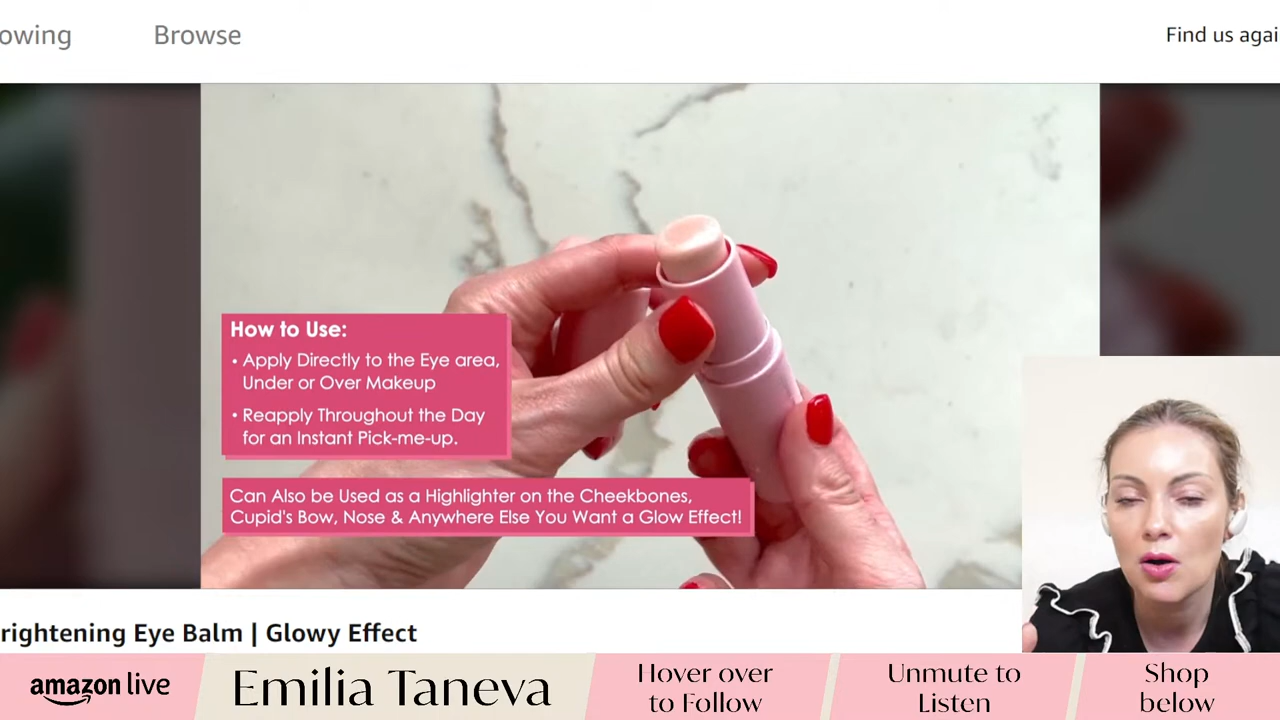 owing
Browse
Find us agai
How to Use:
• Apply Directly to the Eye area,
Under or Over Makeup
• Reapply Throughout the Day
for an Instant Pick-me-up.
Can Also be Used as a Highlighter on the Cheekbones,
Cupid's Bow, Nose & Anywhere Else You Want a Glow Effect!
rightening Eye Balm | Glowy Effect
amazon live
Emilia Taneva
Hover over
to Follow
Unmute to
Listen
Shop
below